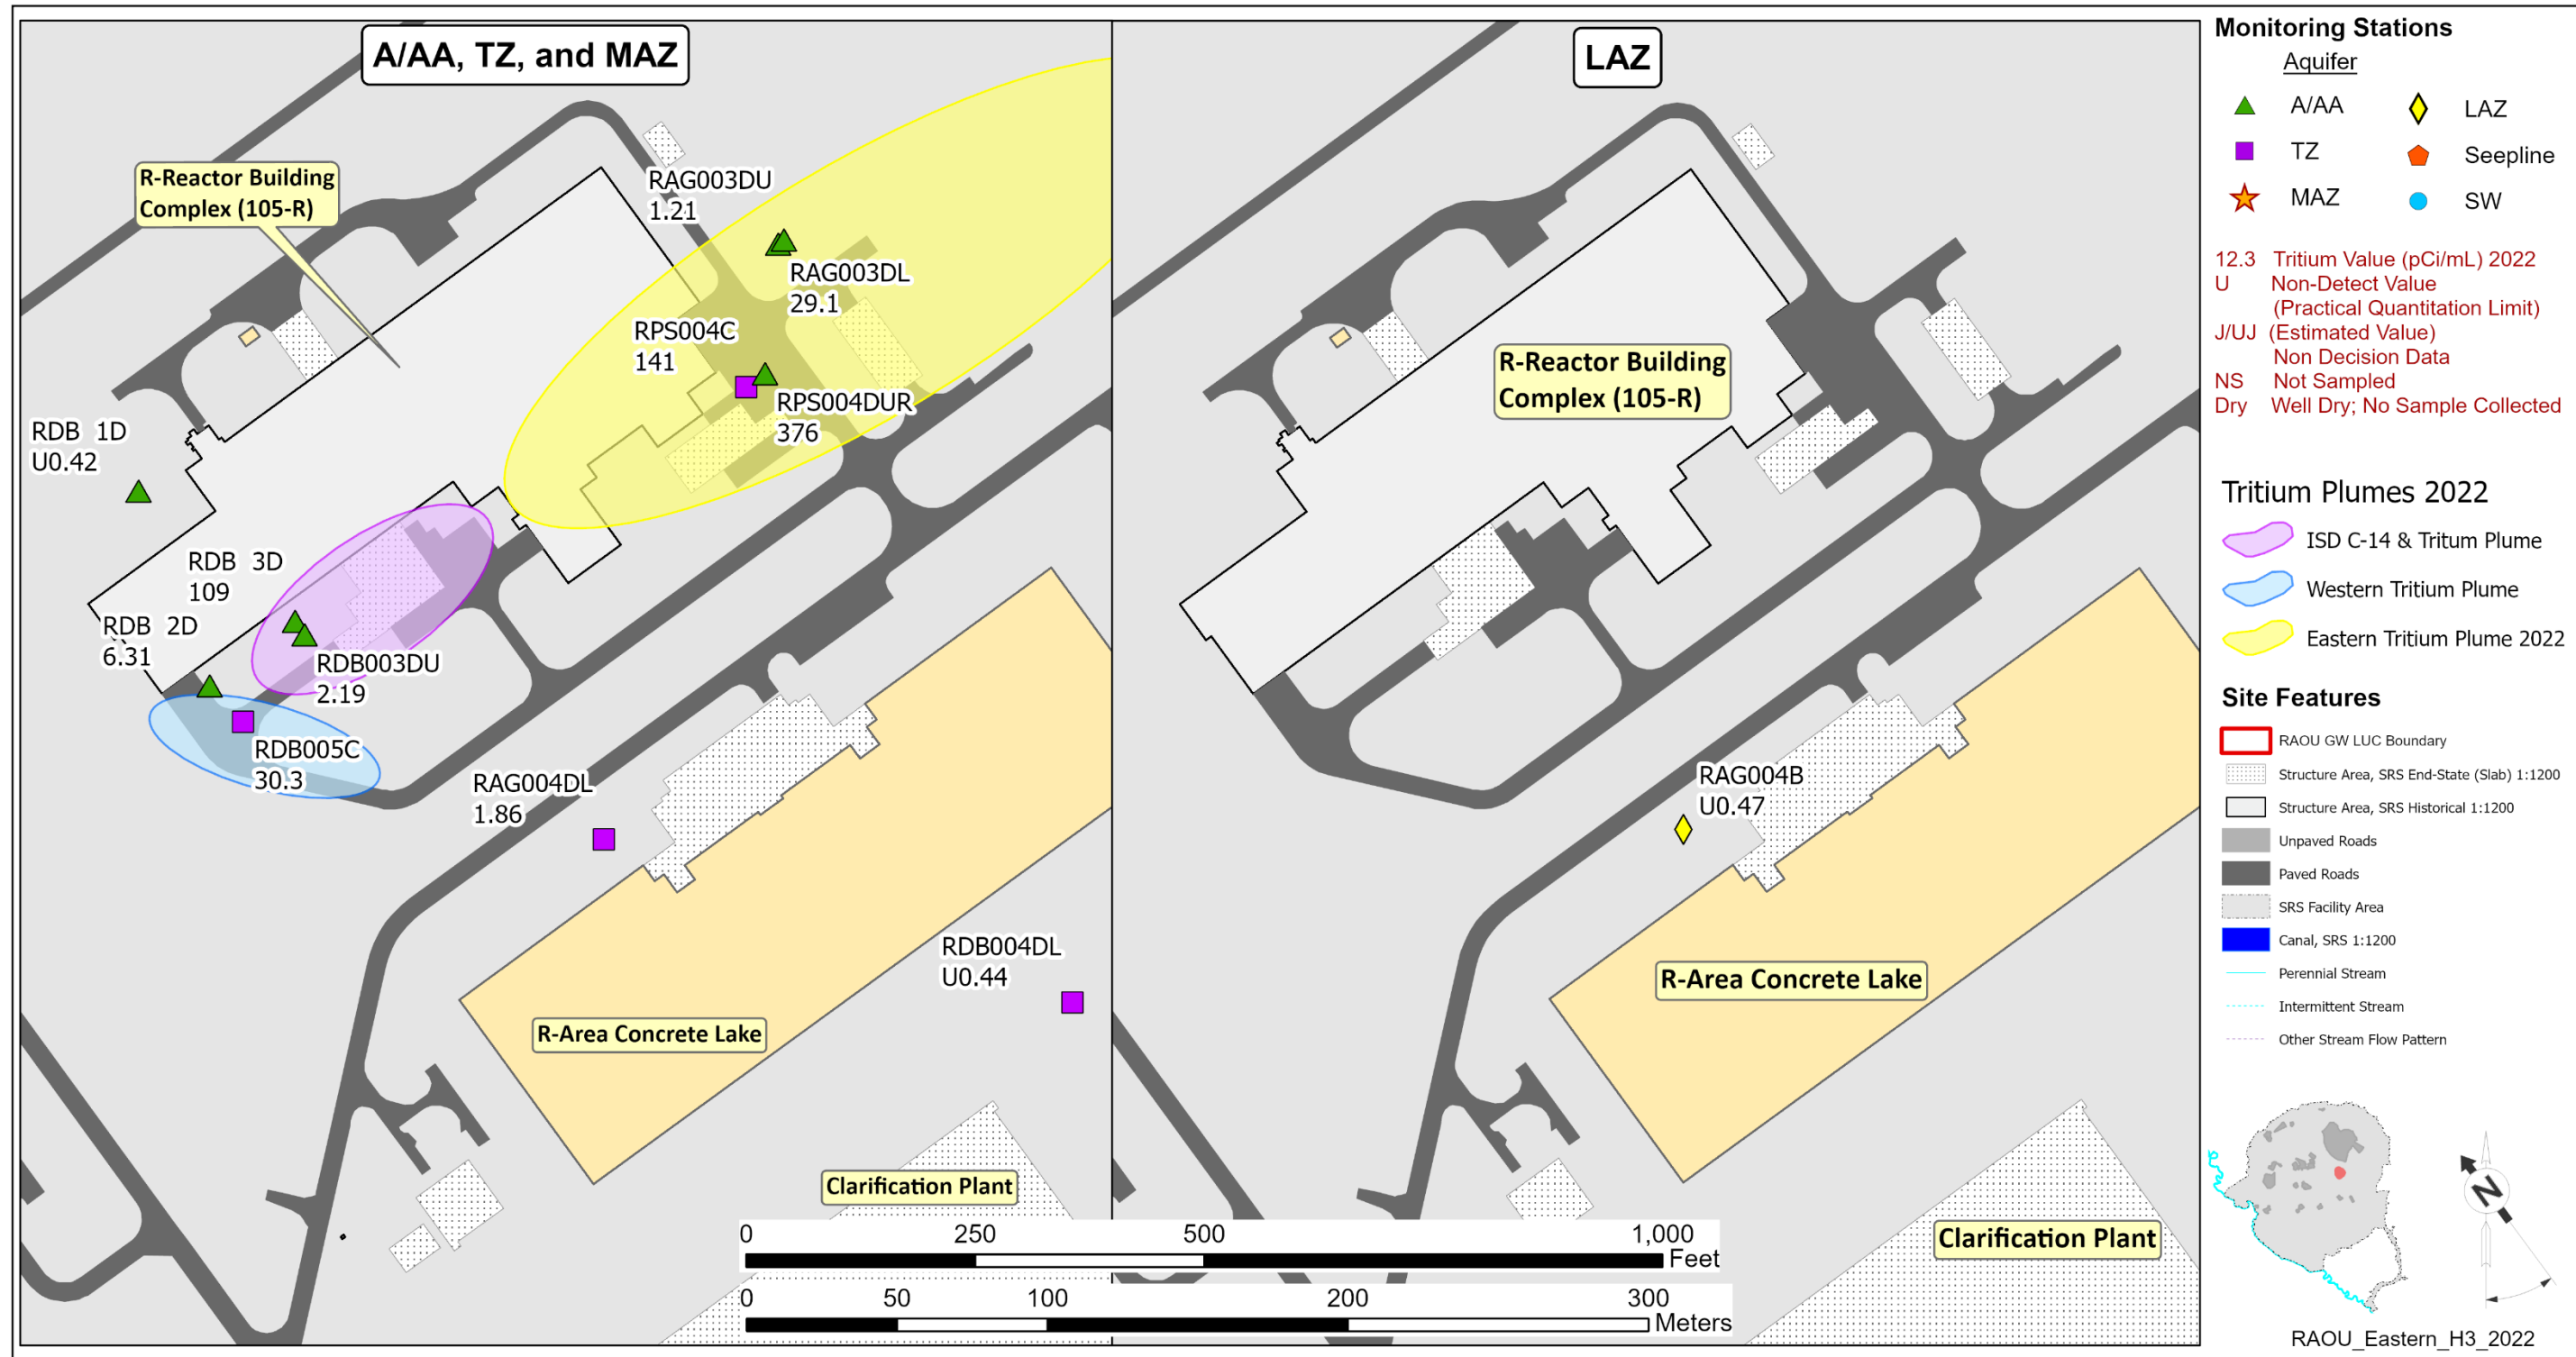 A/AA, TZ, and MAZ
R-Reactor Building
Complex (105-R)
RAG003DU
1.21
RAG003DL
29.1
RPS004C
141
RPS004DUR
376
RDB 1D
U0.42
RDB 3D
109
RDB 2D
6.31
RDB003DU
2.19
RDB005C
30.3
RAG004DL
1.86
RDB004DL
U0.44
R-Area Concrete Lake
Clarification Plant
LAZ
R-Reactor Building
Complex (105-R)
RAG004B
U0.47
R-Area Concrete Lake
Clarification Plant
0 250 500 1,000
Feet
0 50 100 200 300
Meters
Monitoring Stations
Aquifer
A/AA LAZ
TZ Seepline
MAZ SW
12.3 Tritium Value (pCi/mL) 2022
U Non-Detect Value
(Practical Quantitation Limit)
J/UJ (Estimated Value)
Non Decision Data
NS Not Sampled
Dry Well Dry; No Sample Collected
Tritium Plumes 2022
ISD C-14 & Tritum Plume
Western Tritium Plume
Eastern Tritium Plume 2022
Site Features
RAOU GW LUC Boundary
Structure Area, SRS End-State (Slab) 1:1200
Structure Area, SRS Historical 1:1200
Unpaved Roads
Paved Roads
SRS Facility Area
Canal, SRS 1:1200
Perennial Stream
Intermittent Stream
Other Stream Flow Pattern
N
RAOU_Eastern_H3_2022